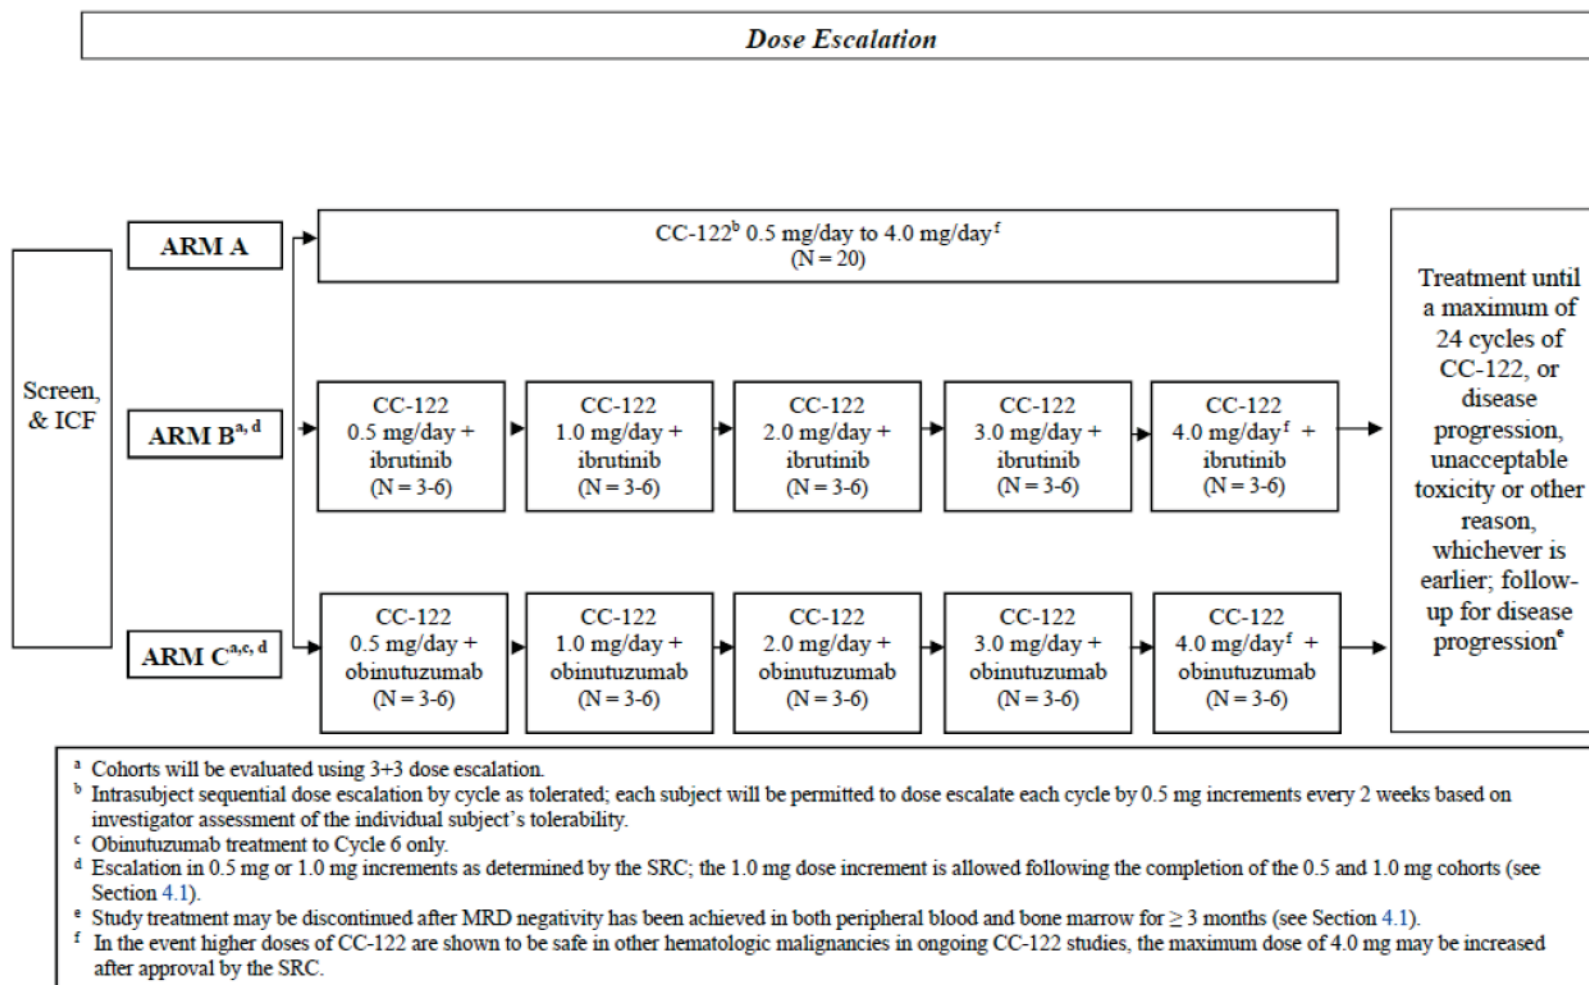 Dose Escalation
Screen,
& ICF
ARM A
CC-122b 0.5 mg/day to 4.0 mg/dayf
(N = 20)
ARM Ba, d
CC-122
0.5 mg/day +
ibrutinib
(N = 3-6)
CC-122
1.0 mg/day +
ibrutinib
(N = 3-6)
CC-122
2.0 mg/day +
ibrutinib
(N = 3-6)
CC-122
3.0 mg/day +
ibrutinib
(N = 3-6)
CC-122
4.0 mg/dayf +
ibrutinib
(N = 3-6)
ARM Ca,c, d
CC-122
0.5 mg/day +
obinutuzumab
(N = 3-6)
CC-122
1.0 mg/day +
obinutuzumab
(N = 3-6)
CC-122
2.0 mg/day +
obinutuzumab
(N = 3-6)
CC-122
3.0 mg/day +
obinutuzumab
(N = 3-6)
CC-122
4.0 mg/dayf +
obinutuzumab
(N = 3-6)
Treatment until
a maximum of
24 cycles of
CC-122, or
disease
progression,
unacceptable
toxicity or other
reason,
whichever is
earlier; follow-
up for disease
progressione
a Cohorts will be evaluated using 3+3 dose escalation.
b Intrasubject sequential dose escalation by cycle as tolerated; each subject will be permitted to dose escalate each cycle by 0.5 mg increments every 2 weeks based on
investigator assessment of the individual subject's tolerability.
c Obinutuzumab treatment to Cycle 6 only.
d Escalation in 0.5 mg or 1.0 mg increments as determined by the SRC; the 1.0 mg dose increment is allowed following the completion of the 0.5 and 1.0 mg cohorts (see
Section 4.1).
e Study treatment may be discontinued after MRD negativity has been achieved in both peripheral blood and bone marrow for ≥ 3 months (see Section 4.1).
f In the event higher doses of CC-122 are shown to be safe in other hematologic malignancies in ongoing CC-122 studies, the maximum dose of 4.0 mg may be increased
after approval by the SRC.